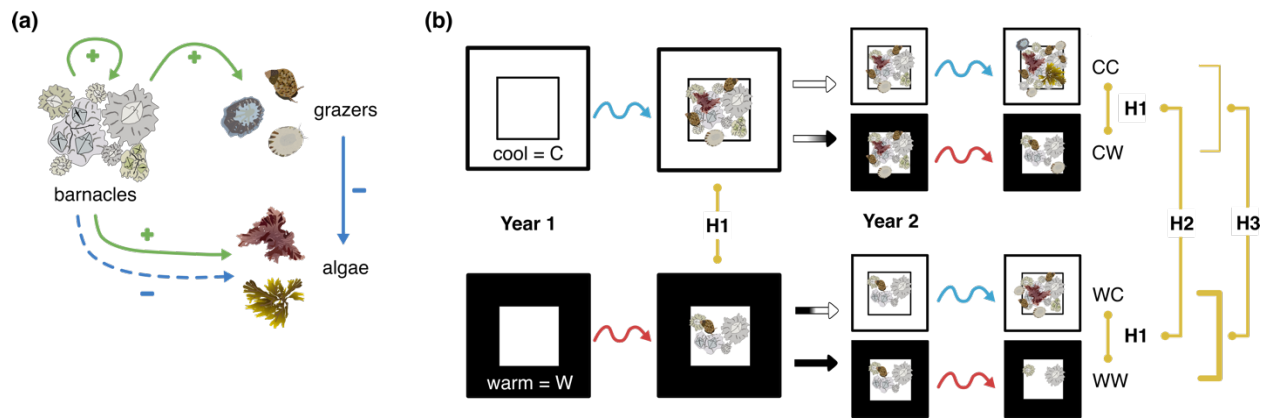 (a)
+
+
grazers
barnacles
−
+
−
algae
(b)
cool = C
Year 1
H1
warm = W
Year 2
CC
H1
CW
H2
H3
WC
H1
WW